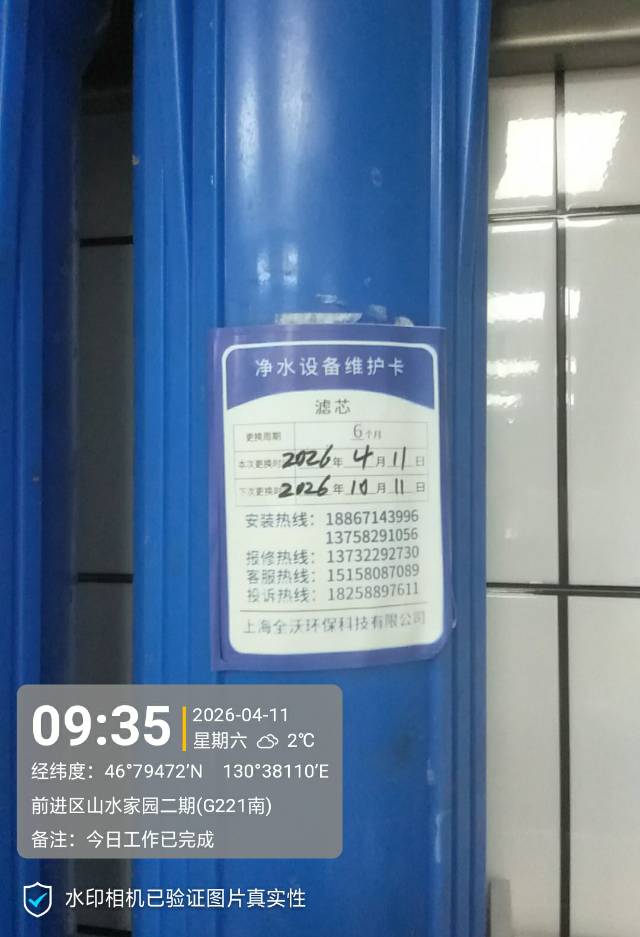 净水设备维护卡
滤芯
下更换周期 6个月
本次更换时 2026年 4月 11日
下次更换时 2026年 10月 11日
安装热线：18867143996
13758291056
报修热线：13732292730
客服热线：15158087089
投诉热线：18258897611
上海全沃环保科技有限公司
09:35
2026-04-11
星期六 2℃
经纬度：46°79472′N 130°38110′E
前进区山水家园二期(G221南)
备注：今日工作已完成
水印相机已验证图片真实性